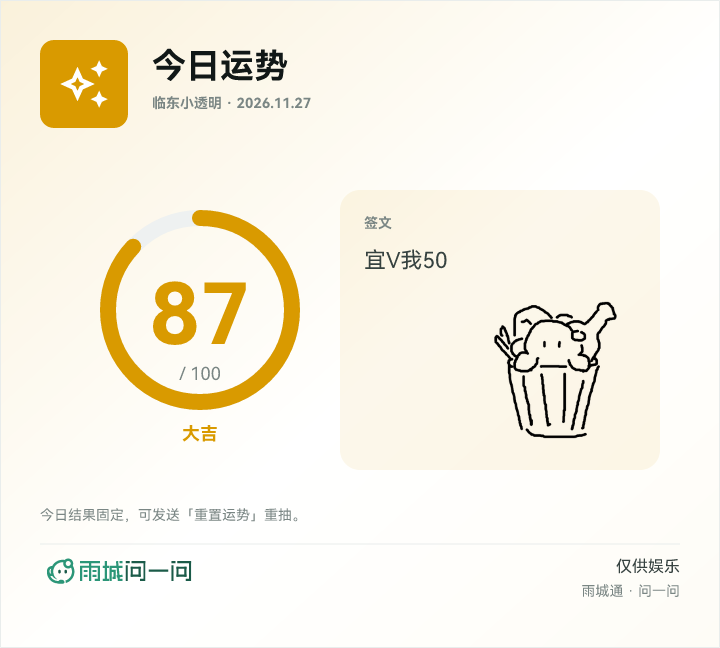 今日运势
临东小透明 · 2026.11.27
87
/ 100
大吉
签文
宜V我50
今日结果固定，可发送「重置运势」重抽。
雨城问一问
仅供娱乐
雨城通 · 问一问